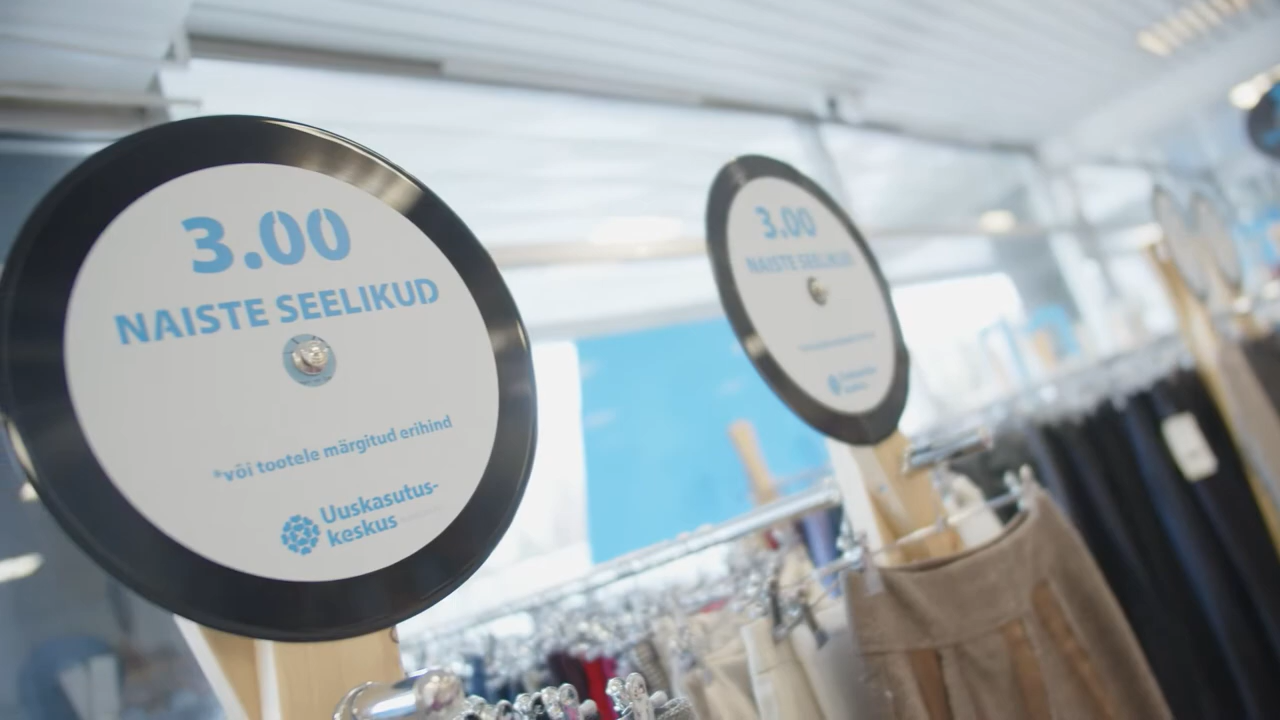 3.00
NAISTE SEELIKUD
*või tootele märgitud erihind
Uuskasutus-
keskus
3.00
NAISTE SEELIKUD